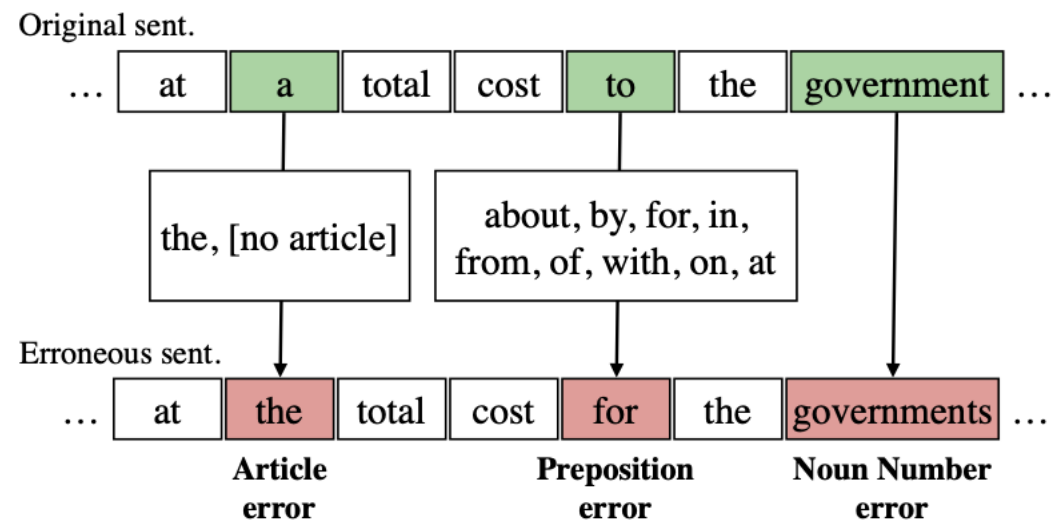 Original sent.
… at a total cost to the government …
the, [no article]
about, by, for, in,
from, of, with, on, at
Erroneous sent.
… at the total cost for the governments …
Article
error
Preposition
error
Noun Number
error